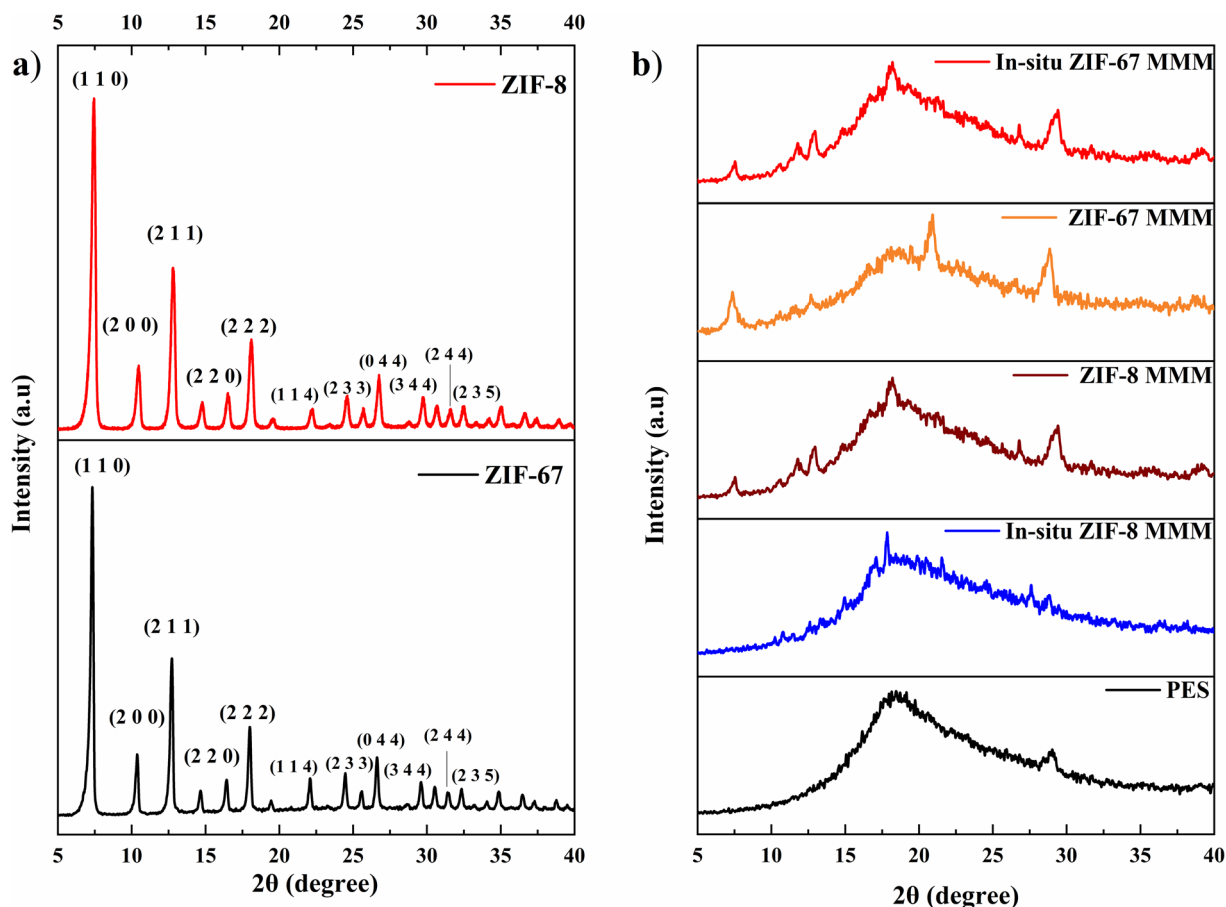 5 10 15 20 25 30 35 40
a)
(1 1 0)
ZIF-8
(2 1 1)
(2 0 0)
(2 2 0)
(2 2 2)
(1 1 4)
(2 3 3)
(0 4 4)
(3 4 4)
(2 4 4)
(2 3 5)
ZIF-67
(1 1 0)
(2 1 1)
(2 0 0)
(2 2 0)
(2 2 2)
(1 1 4)
(2 3 3)
(0 4 4)
(3 4 4)
(2 4 4)
(2 3 5)
Intensity (a.u)
5 10 15 20 25 30 35 40
2θ (degree)
b)
In-situ ZIF-67 MMM
ZIF-67 MMM
ZIF-8 MMM
In-situ ZIF-8 MMM
PES
Intensity (a.u)
5 10 15 20 25 30 35 40
2θ (degree)